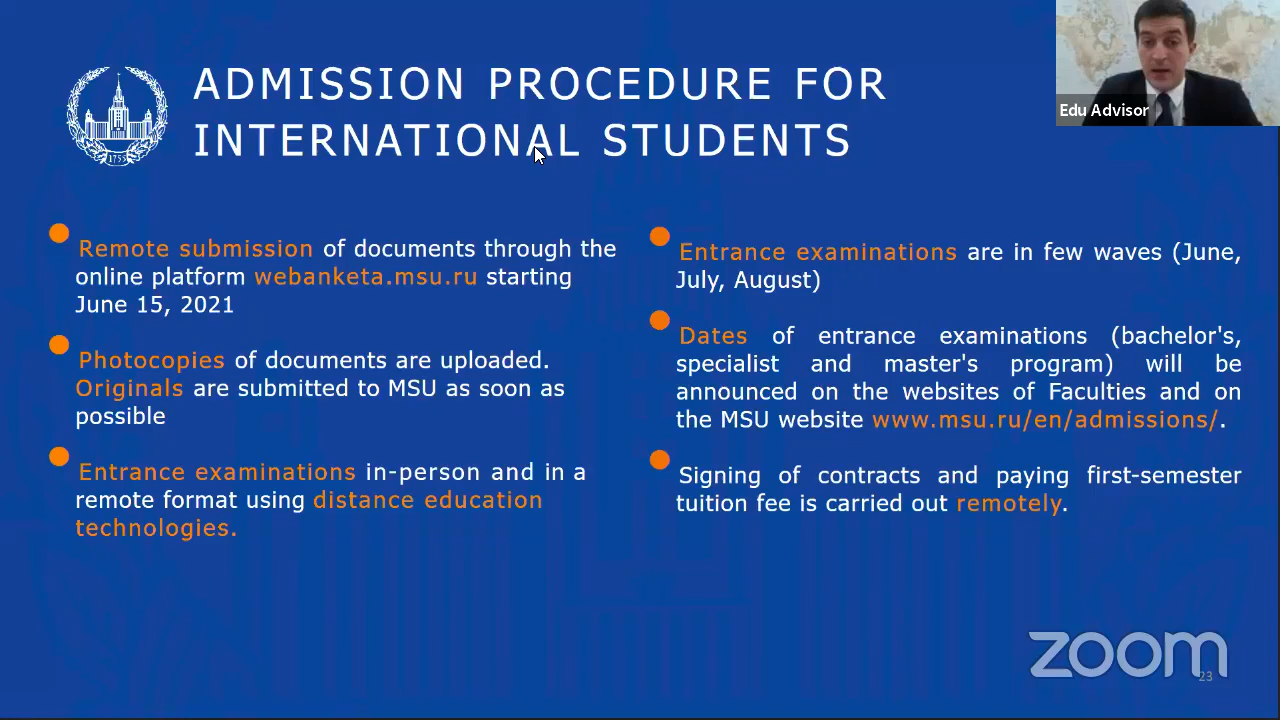 ADMISSION PROCEDURE FOR
INTERNATIONAL STUDENTS
1755
Edu Advisor
Remote submission of documents through the
online platform webanketa.msu.ru starting
June 15, 2021
Photocopies of documents are uploaded.
Originals are submitted to MSU as soon as
possible
Entrance examinations in-person and in a
remote format using distance education
technologies.
Entrance examinations are in few waves (June,
July, August)
Dates of entrance examinations (bachelor's,
specialist and master's program) will be
announced on the websites of Faculties and on
the MSU website www.msu.ru/en/admissions/.
Signing of contracts and paying first-semester
tuition fee is carried out remotely.
zoom
23